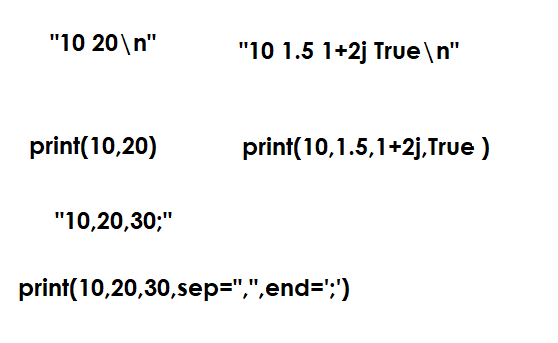 "10 20\n"
"10 1.5 1+2j True\n"
print(10,20)
print(10,1.5,1+2j,True )
"10,20,30;"
print(10,20,30,sep=",",end=';')